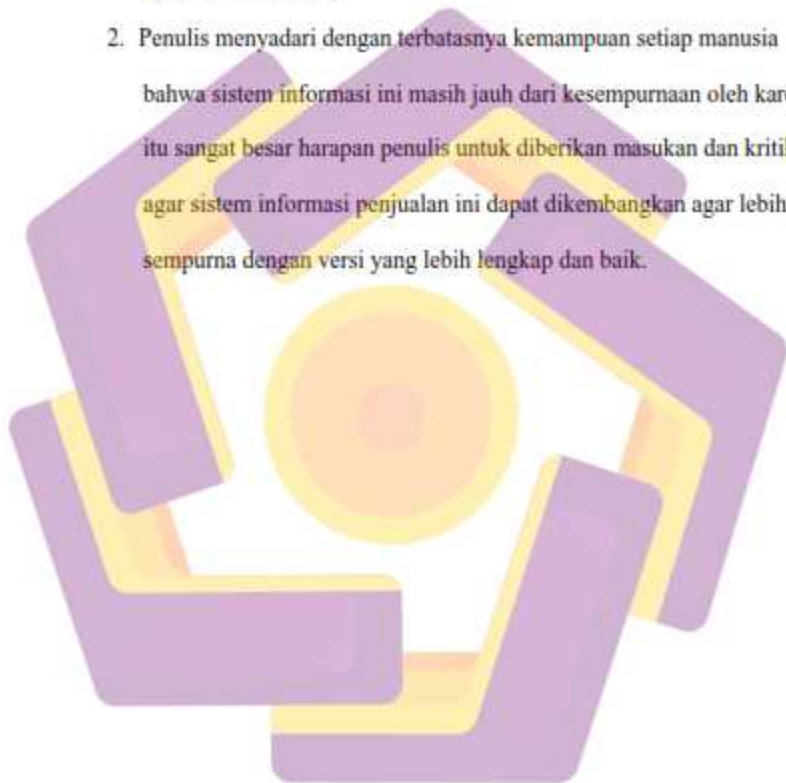 2. Penulis menyadari dengan terbatasnya kemampuan setiap manusia
bahwa sistem informasi ini masih jauh dari kesempurnaan oleh
itu sangat besar harapan penulis untuk diberikan masukan dan
agar sistem informasi penjualan ini dapat dikembangkan agar lebih
sempurna dengan versi yang lebih lengkap dan baik.